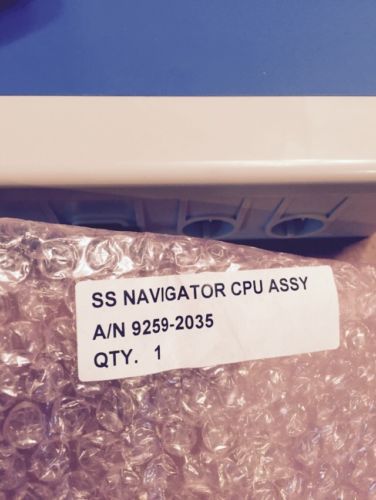 SS NAVIGATOR CPU ASSY
A/N 9259-2035
QTY. 1